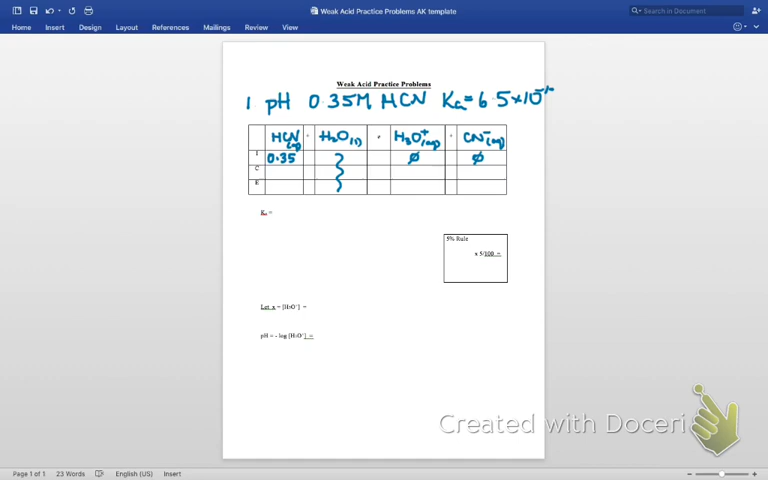 Weak Acid Practice Problems AK template
Search in Document
Home Insert Design Layout References Mailings Review View
Weak Acid Practice Problems
1 pH 0.35M HCN Ka = 6.5×10
HCN(aq) + H₂O(l) H₃O⁺(aq) + CN⁻(aq)
I 0.35 Ø Ø
C
E
Ka =
5% Rule
x 5/100 =
Let x = [H₃O⁺] =
pH = - log [H₃O⁺] =
Created with Doceri
Page 1 of 1 23 Words English (US) Insert 100%